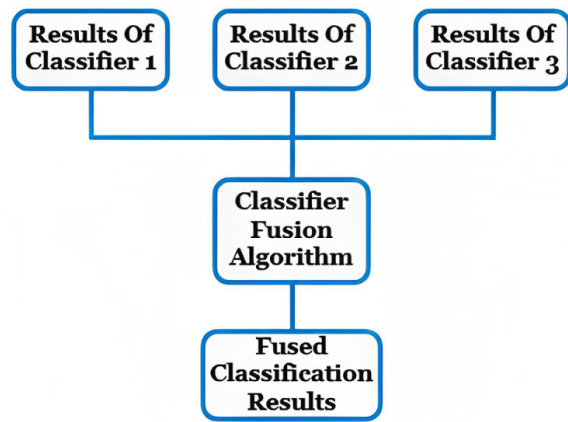 Results Of
Classifier 1
Results Of
Classifier 2
Results Of
Classifier 3
Classifier
Fusion
Algorithm
Fused
Classification
Results